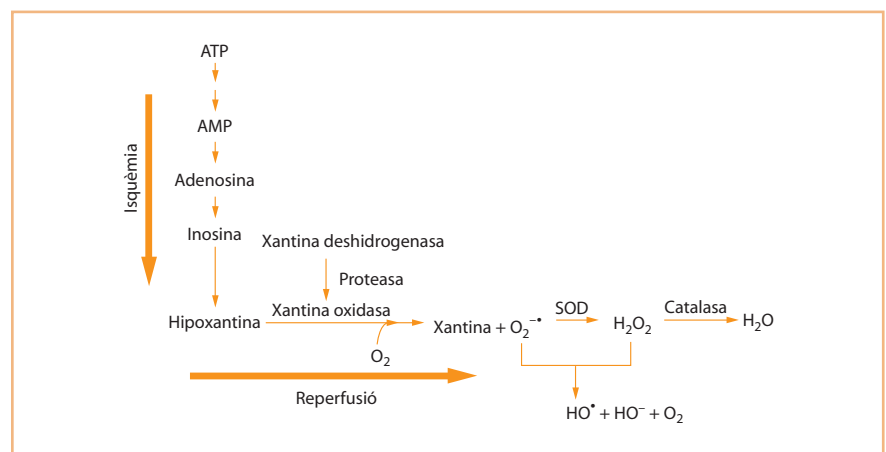 ATP
AMP
Isquèmia
Adenosina
Inosina
Xantina deshidrogenasa
Proteasa
Hipoxantina
Xantina oxidasa
O₂
Xantina + O₂⁻•
SOD
H₂O₂
Catalasa
H₂O
Reperfusió
HO• + HO⁻ + O₂